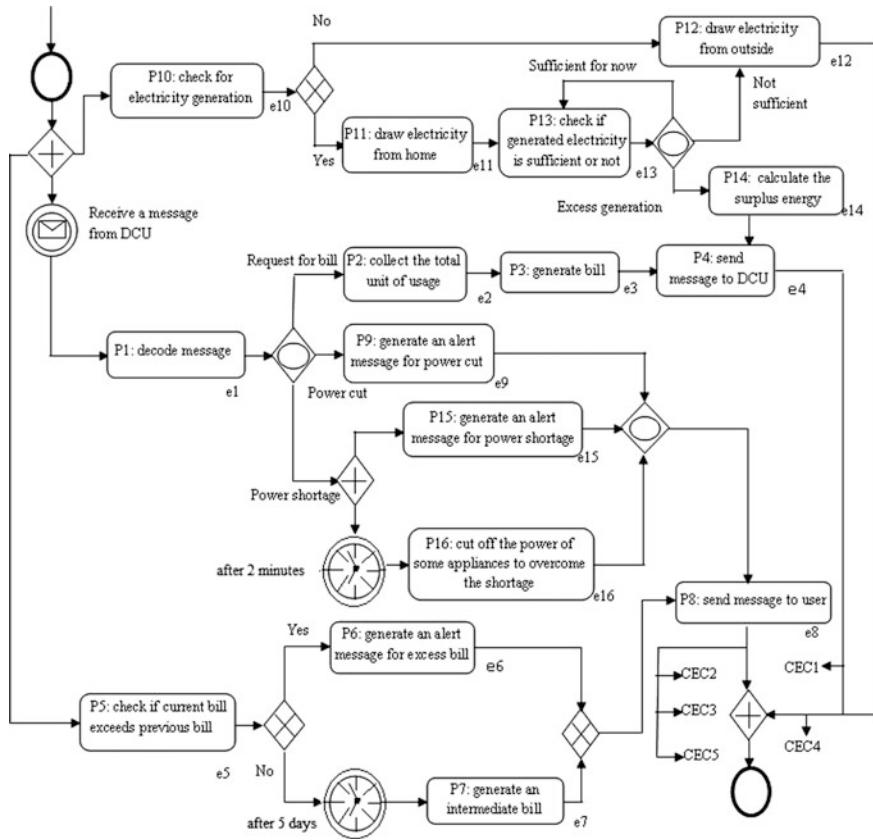 No
P12: draw electricity
from outside
e12
P10: check for
electricity generation
e10
Sufficient for now
Not
sufficient
Yes
P11: draw electricity
from home
e11
P13: check if
generated electricity
is sufficient or not
e13
P14: calculate the
surplus energy
e14
Excess generation
Receive a message
from DCU
Request for bill
P2: collect the total
unit of usage
e2
P3: generate bill
e3
P4: send
message to DCU
e4
P1: decode message
e1
P9: generate an alert
message for power cut
e9
Power cut
P15: generate an alert
message for power shortage
e15
Power shortage
after 2 minutes
P16: cut off the power of
some appliances to overcome
the shortage
e16
P8: send message to user
e8
Yes
P6: generate an alert
message for excess bill
e6
CEC1
CEC2
CEC3
CEC4
CEC5
P5: check if current bill
exceeds previous bill
e5
No
after 5 days
P7: generate an
intermediate bill
e7